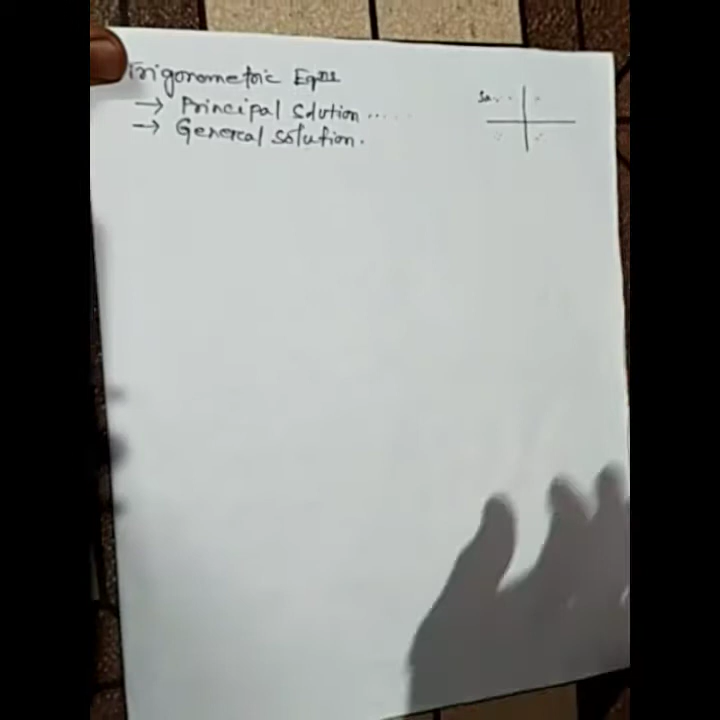 Trigonometric Eqns
→ Principal Solution.....
→ General solution.